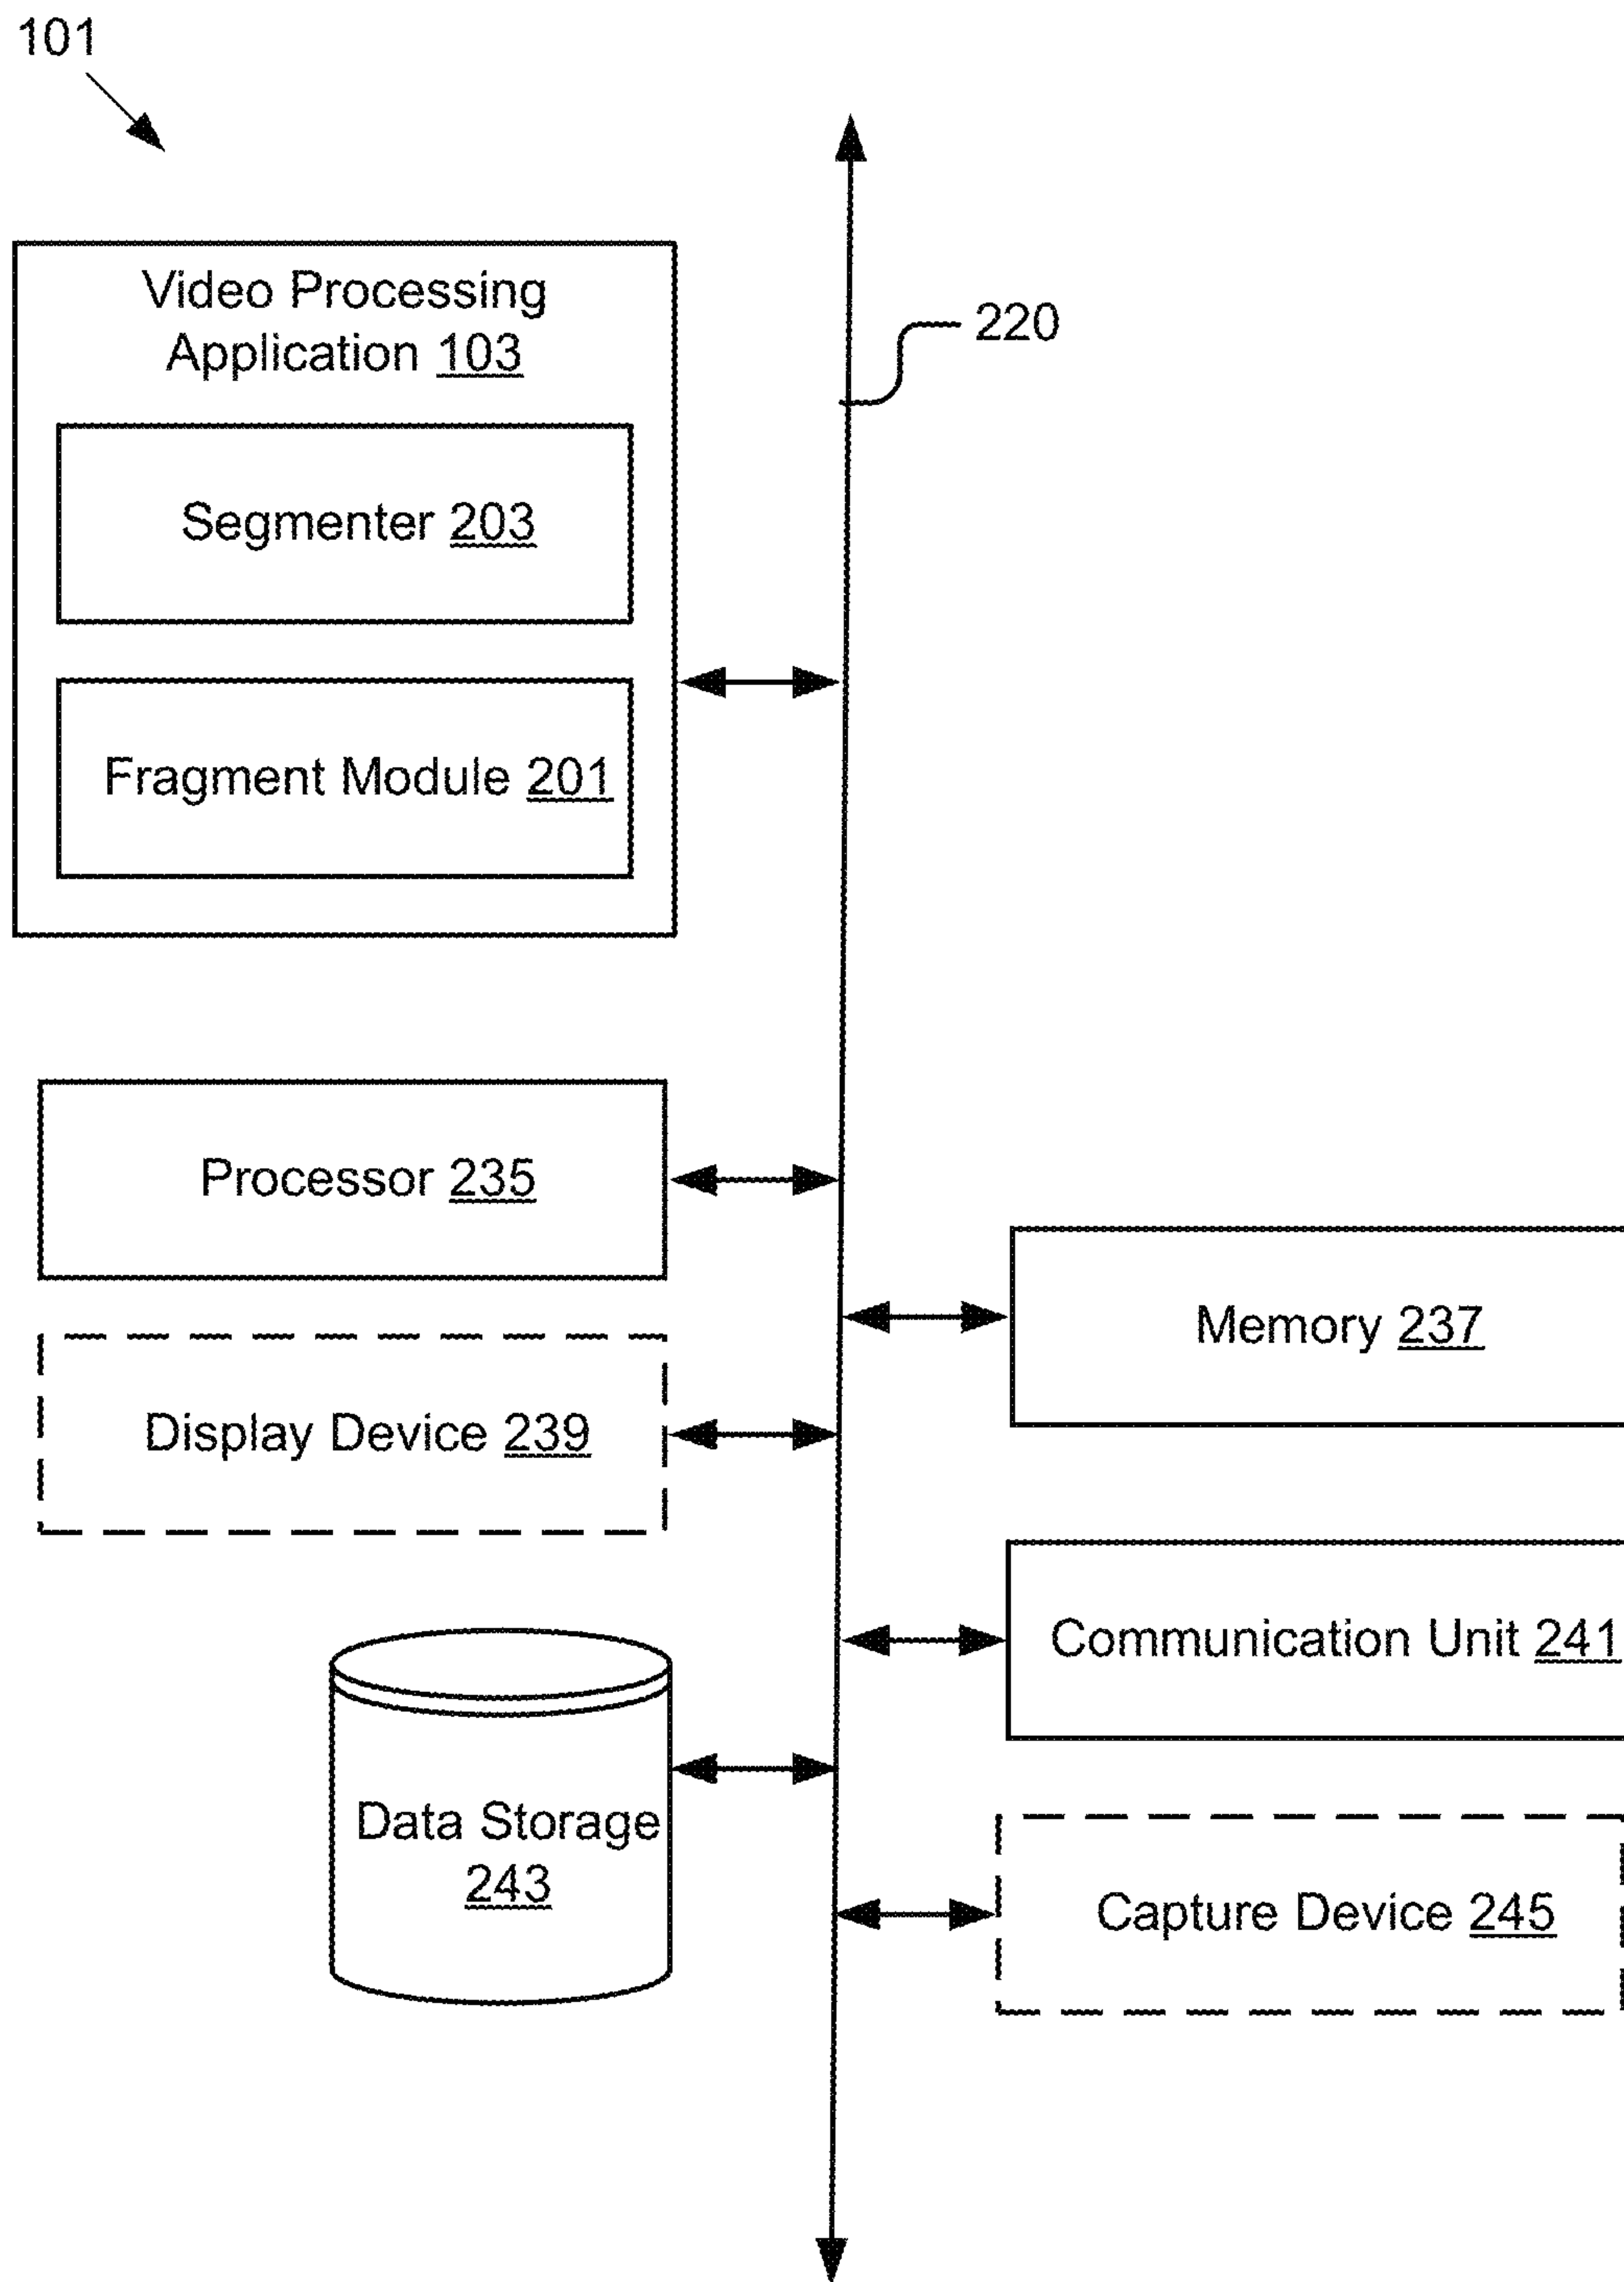 101
Video Processing
Application 103
220
Segmenter 203
Fragment Module 201
Processor 235
Memory 237
Display Device 239
Communication Unit 241
Data Storage
243
Capture Device 245